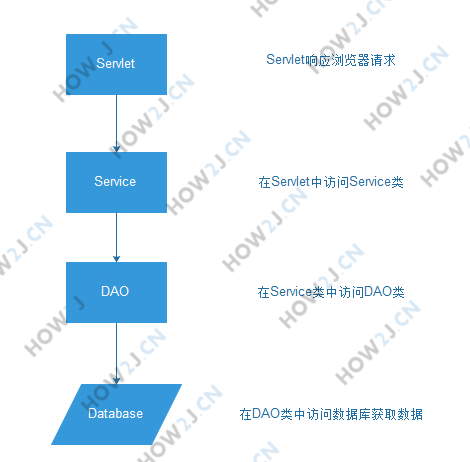 Servlet
Servlet响应浏览器请求
Service
在Servlet中访问Service类
DAO
在Service类中访问DAO类
Database
在DAO类中访问数据库获取数据
HOW2J.CN